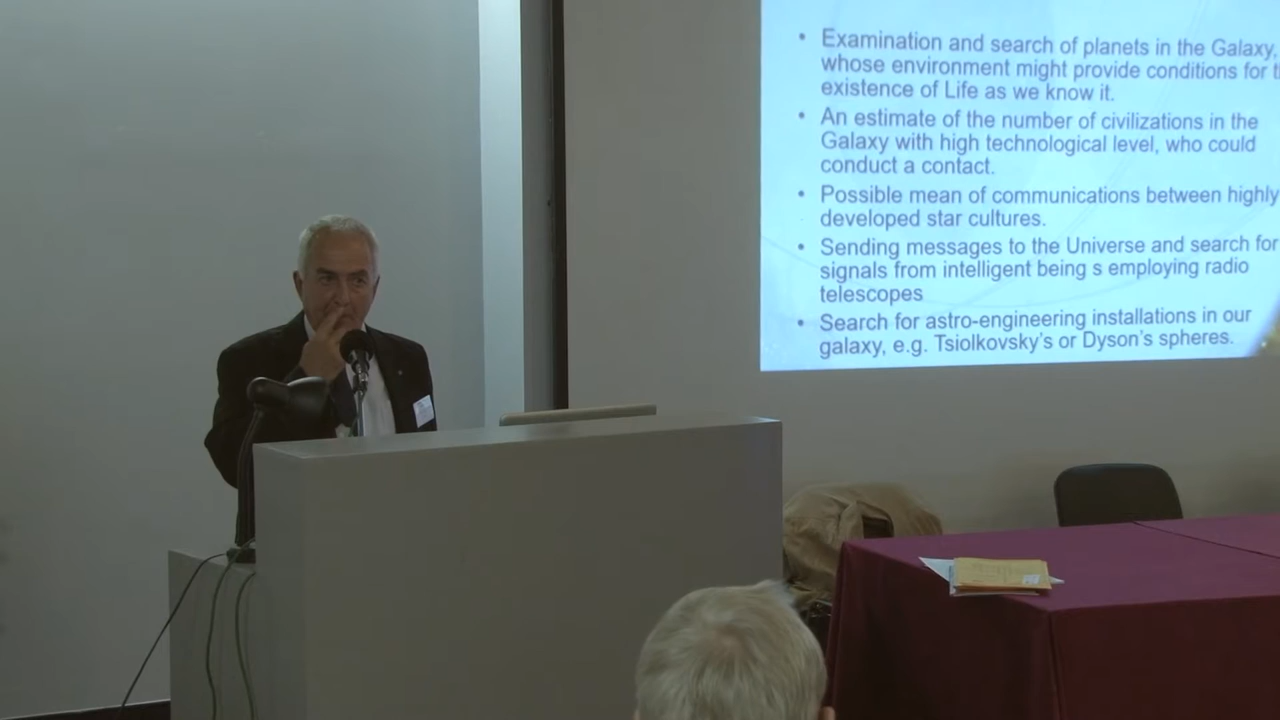 • Examination and search of planets in the Galaxy,
whose environment might provide conditions for
existence of Life as we know it.
• An estimate of the number of civilizations in the
Galaxy with high technological level, who could
conduct a contact.
• Possible mean of communications between highly
developed star cultures.
• Sending messages to the Universe and search for
signals from intelligent being s employing radio
telescopes
• Search for astro-engineering installations in our
galaxy, e.g. Tsiolkovsky's or Dyson's spheres.